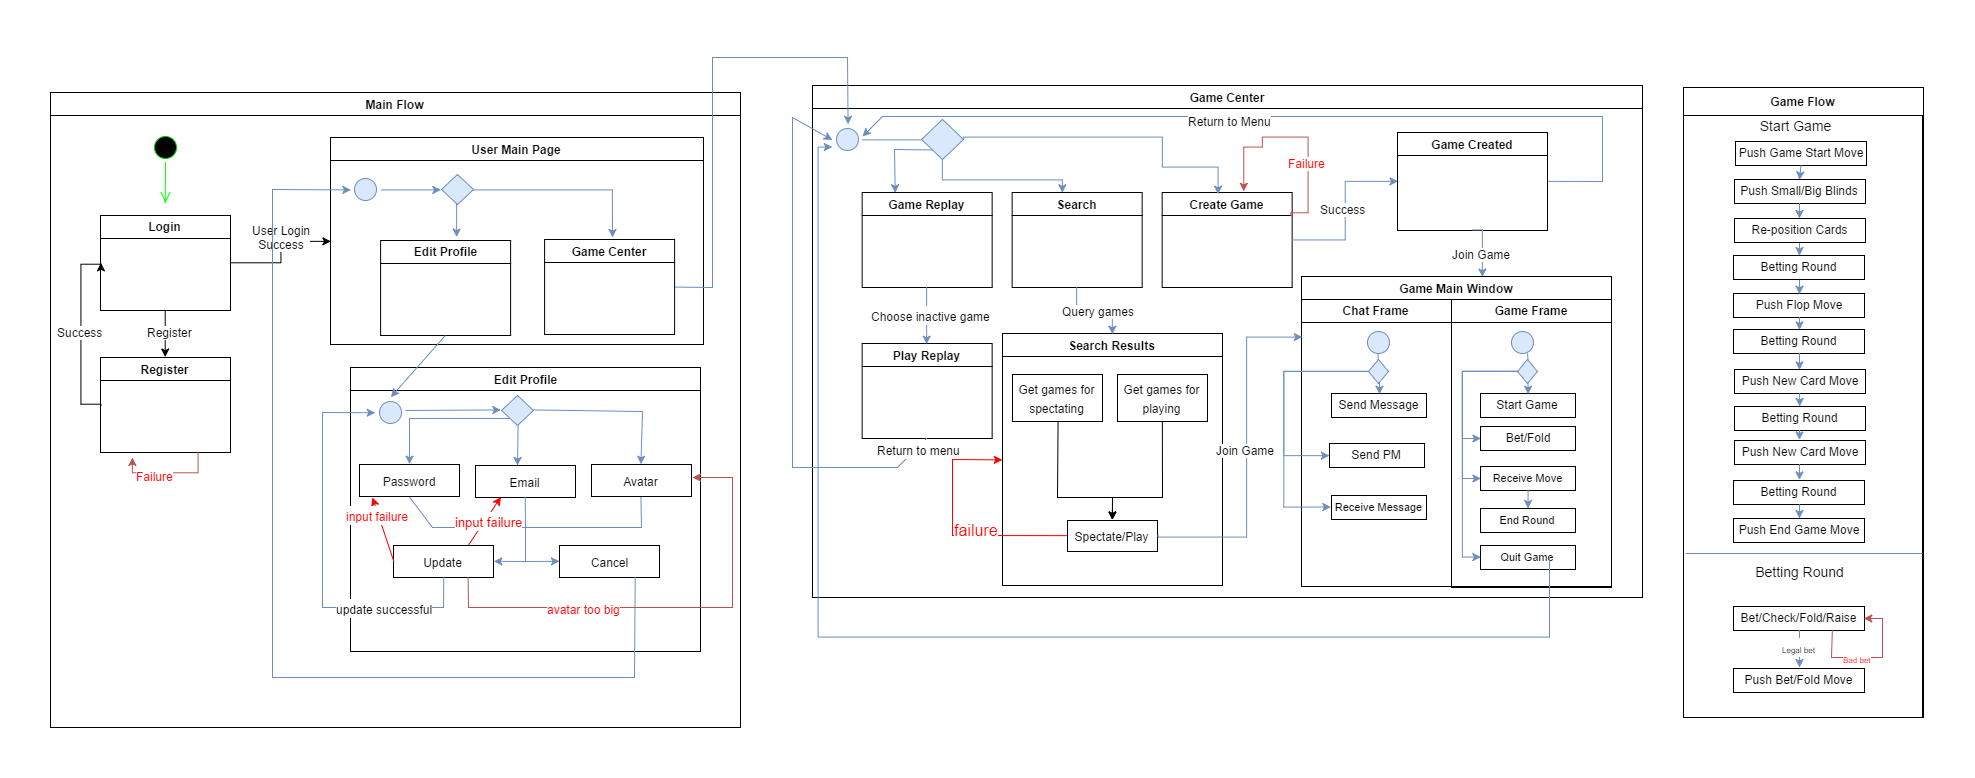 Main Flow
User Main Page
Login
User Login
Success
Edit Profile
Game Center
Success
Register
Register
Failure
Edit Profile
Password
Email
Avatar
input failure
input failure
Update
Cancel
update successful
avatar too big
Game Center
Return to Menu
Game Created
Failure
Game Replay
Search
Create Game
Success
Join Game
Choose inactive game
Query games
Play Replay
Search Results
Get games for
spectating
Get games for
playing
Return to menu
failure
Spectate/Play
Join Game
Game Main Window
Chat Frame
Game Frame
Send Message
Send PM
Receive Message
Start Game
Bet/Fold
Receive Move
End Round
Quit Game
Game Flow
Start Game
Push Game Start Move
Push Small/Big Blinds
Re-position Cards
Betting Round
Push Flop Move
Betting Round
Push New Card Move
Betting Round
Push New Card Move
Betting Round
Push End Game Move
Betting Round
Bet/Check/Fold/Raise
Legal bet
Bad bet
Push Bet/Fold Move